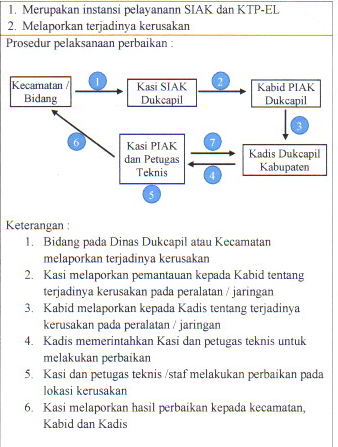 1. Merupakan instansi pelayanann SIAK dan KTP-EL
2. Melaporkan terjadinya kerusakan
Prosedur pelaksanaan perbaikan :
Kecamatan /
Bidang
1
Kasi SIAK
Dukcapil
2
Kabid PIAK
Dukcapil
3
6
Kasi PIAK
dan Petugas
Teknis
7
4
Kadis Dukcapil
Kabupaten
5
Keterangan :
1. Bidang pada Dinas Dukcapil atau Kecamatan
melaporkan terjadinya kerusakan
2. Kasi melaporkan pemantauan kepada Kabid tentang
terjadinya kerusakan pada peralatan / jaringan
3. Kabid melaporkan kepada Kadis tentang terjadinya
kerusakan pada peralatan / jaringan
4. Kadis memerintahkan Kasi dan petugas teknis untuk
melakukan perbaikan
5. Kasi dan petugas teknis /staf melakukan perbaikan pada
lokasi kerusakan
6. Kasi melaporkan hasil perbaikan kepada kecamatan,
Kabid dan Kadis